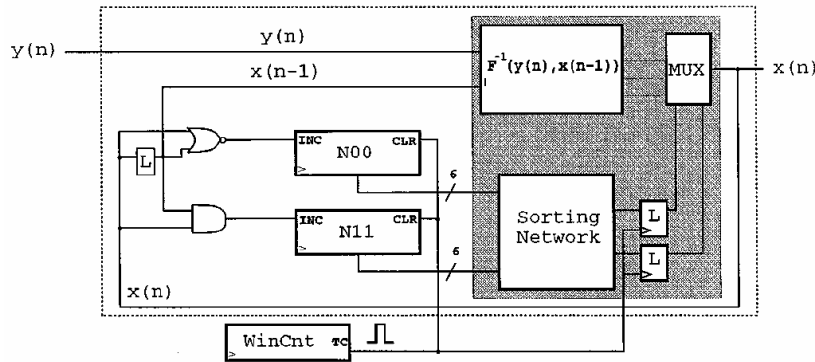 y(n)
y(n)
x(n-1)
F⁻¹(y(n),x(n-1))
MUX
x(n)
L
INC
CLR
N00
6
INC
CLR
N11
6
Sorting
Network
L
L
x(n)
WinCnt
TC